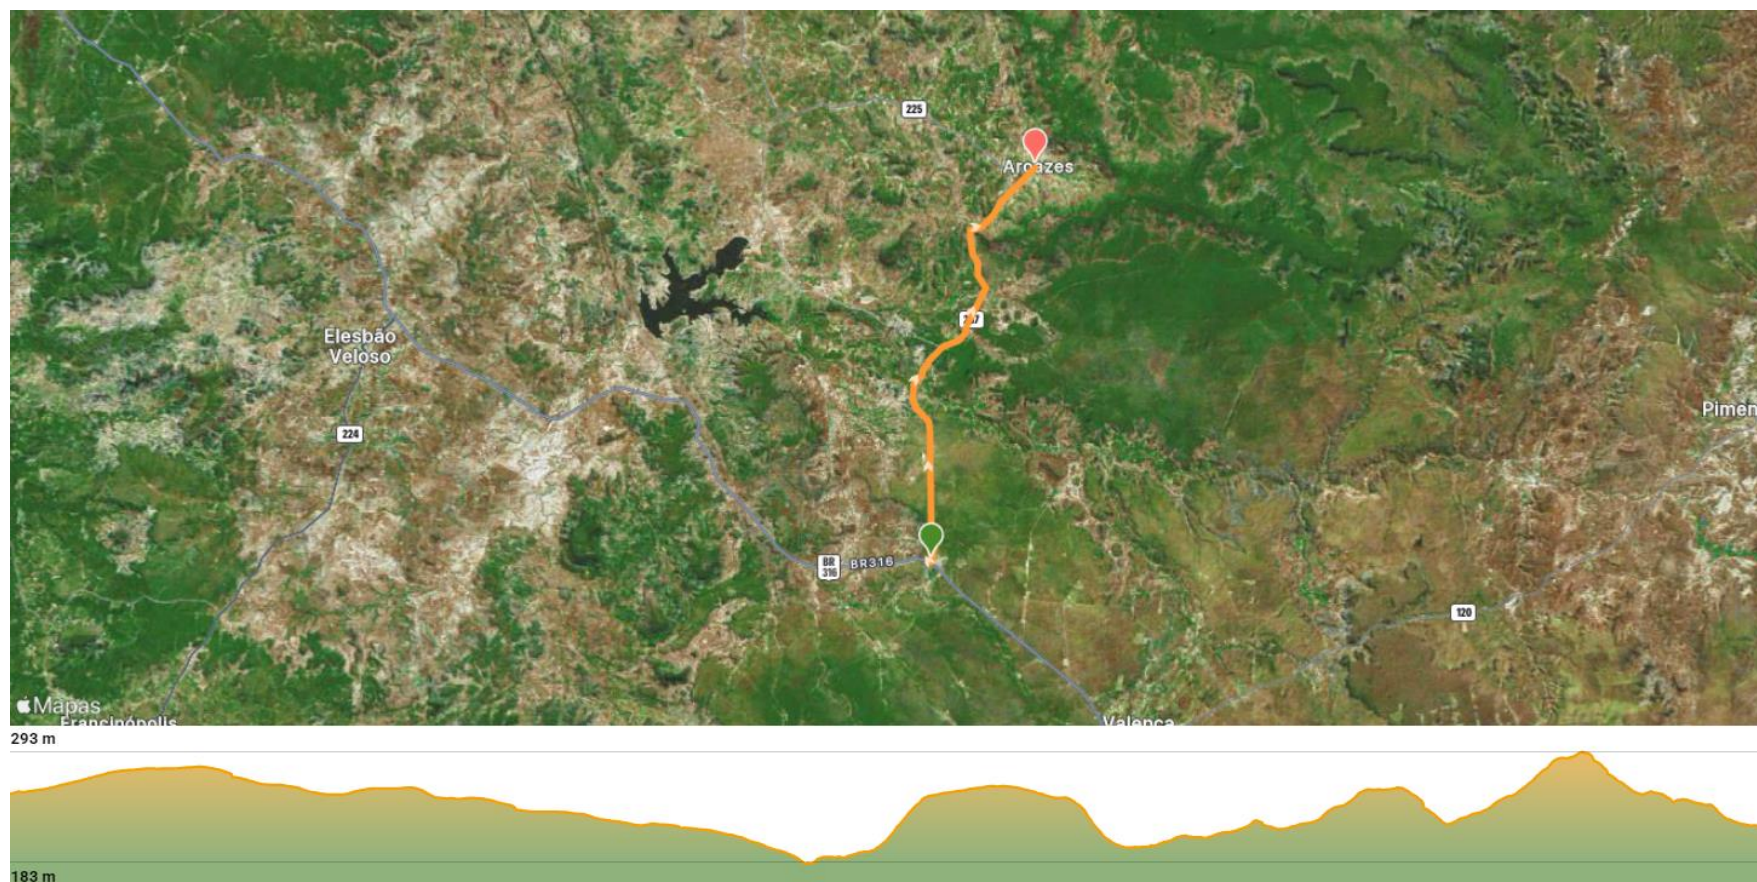 225
Aroazes
Elesbão
Veloso
Pimen
224
BR
316
BR316
120
Mapas
Francinópolis
Valença
293 m
183 m